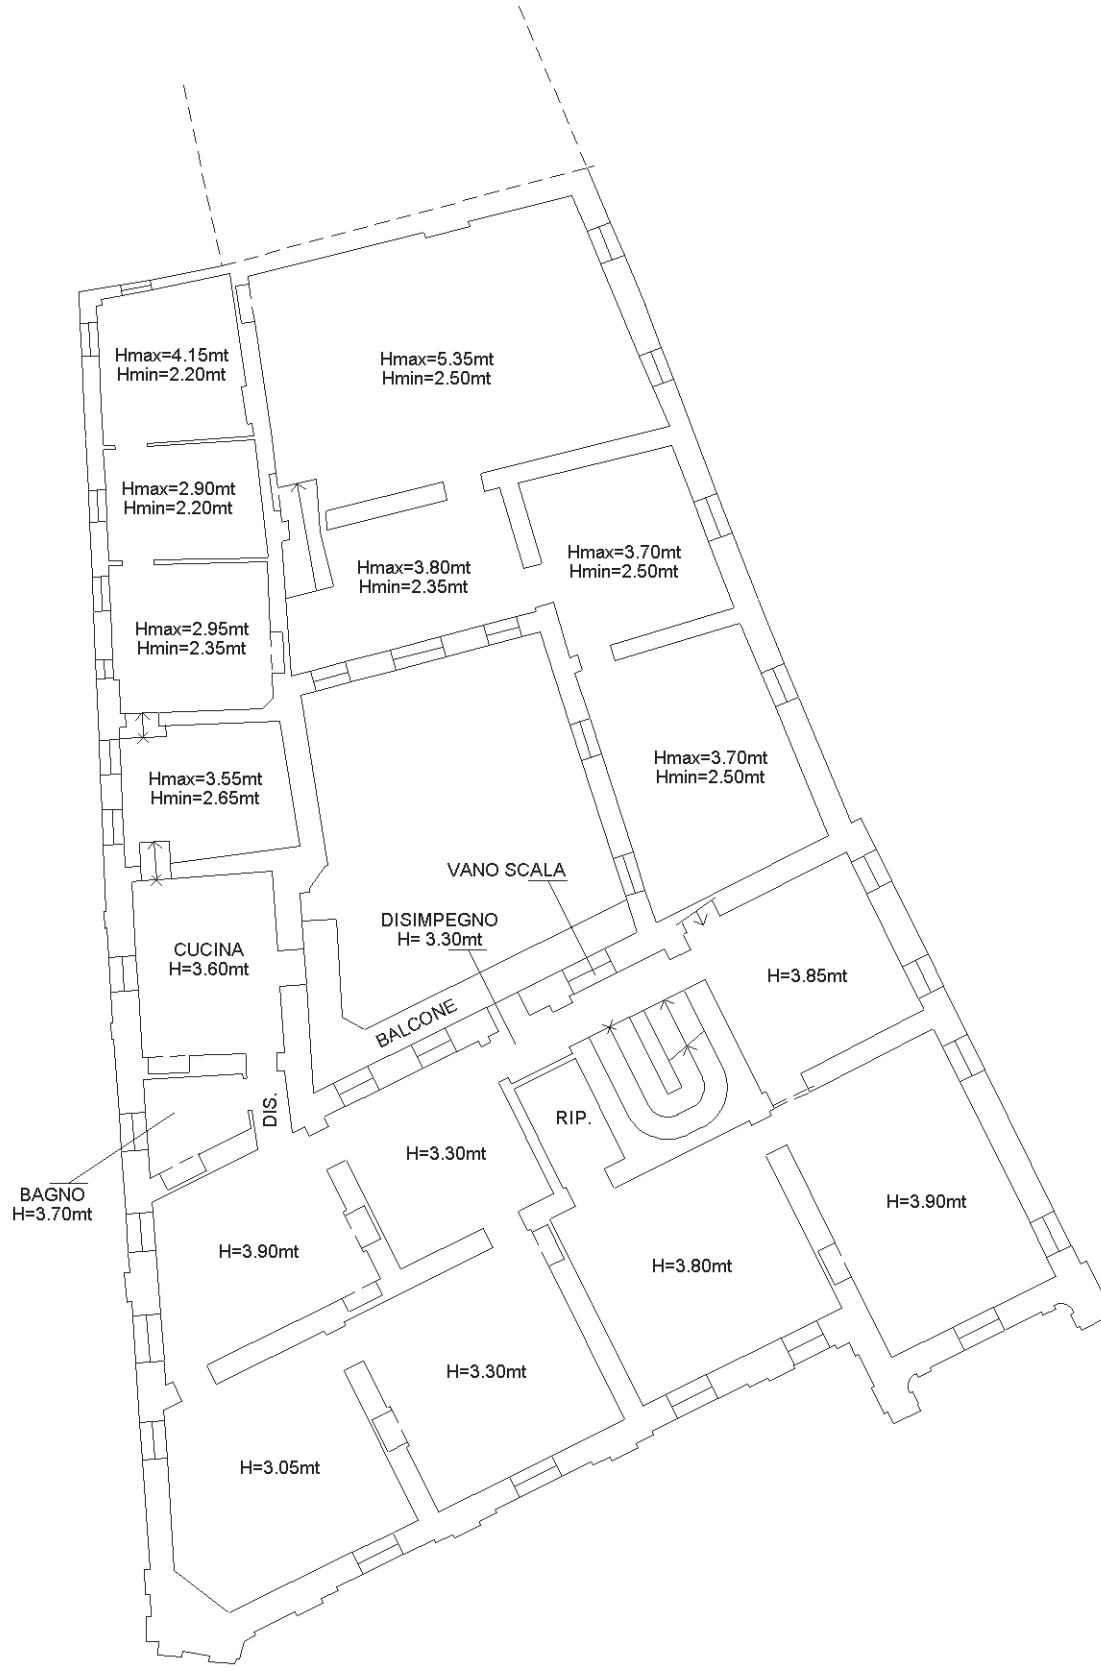 Hmax=4.15mt
Hmin=2.20mt
Hmax=5.35mt
Hmin=2.50mt
Hmax=2.90mt
Hmin=2.20mt
Hmax=3.80mt
Hmin=2.35mt
Hmax=3.70mt
Hmin=2.50mt
Hmax=2.95mt
Hmin=2.35mt
Hmax=3.55mt
Hmin=2.65mt
Hmax=3.70mt
Hmin=2.50mt
VANO SCALA
DISIMPEGNO
H= 3.30mt
CUCINA
H=3.60mt
H=3.85mt
BALCONE
DIS.
RIP.
BAGNO
H=3.70mt
H=3.30mt
H=3.90mt
H=3.90mt
H=3.80mt
H=3.30mt
H=3.05mt